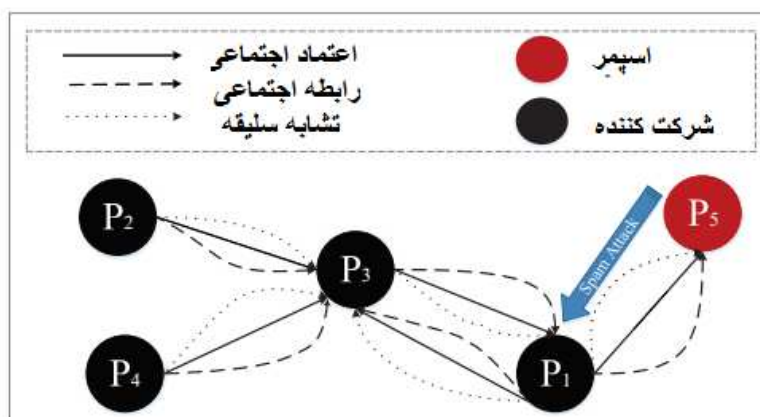 اعتماد اجتماعی
رابطه اجتماعی
تشابه سلیقه
اسپمر
شرکت کننده
P2
P3
P4
P1
P5
Spam Attack